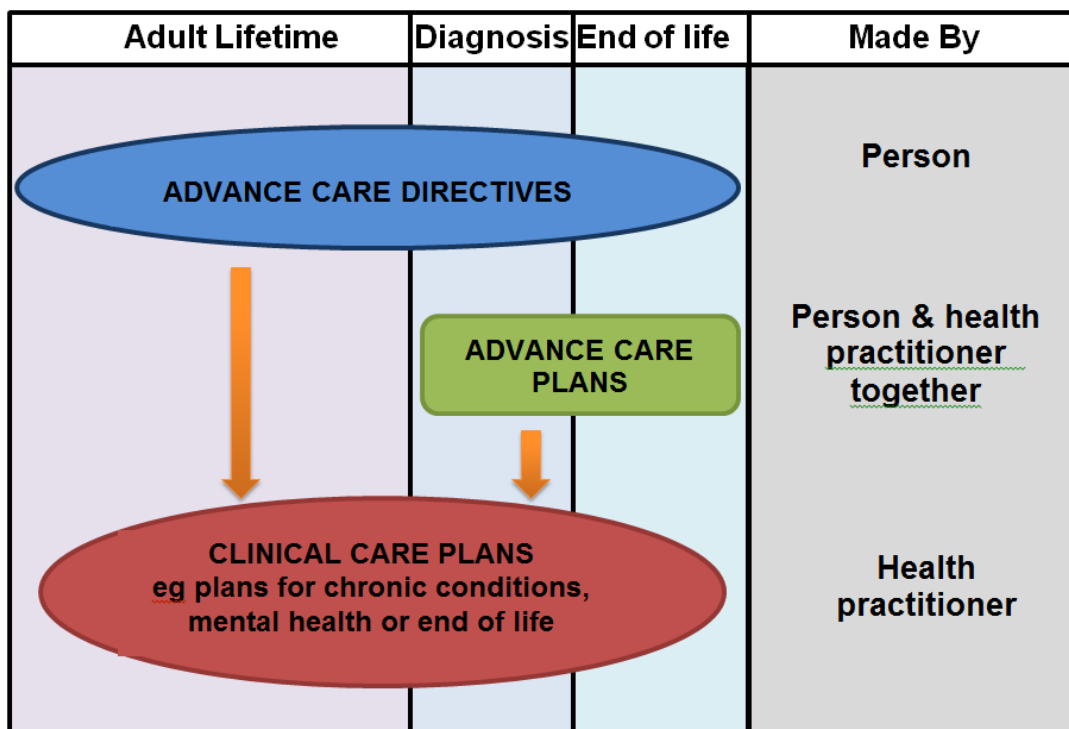 Adult Lifetime Diagnosis End of life Made By
ADVANCE CARE DIRECTIVES
Person
ADVANCE CARE
PLANS
Person & health
practitioner
together
CLINICAL CARE PLANS
eg plans for chronic conditions,
mental health or end of life
Health
practitioner